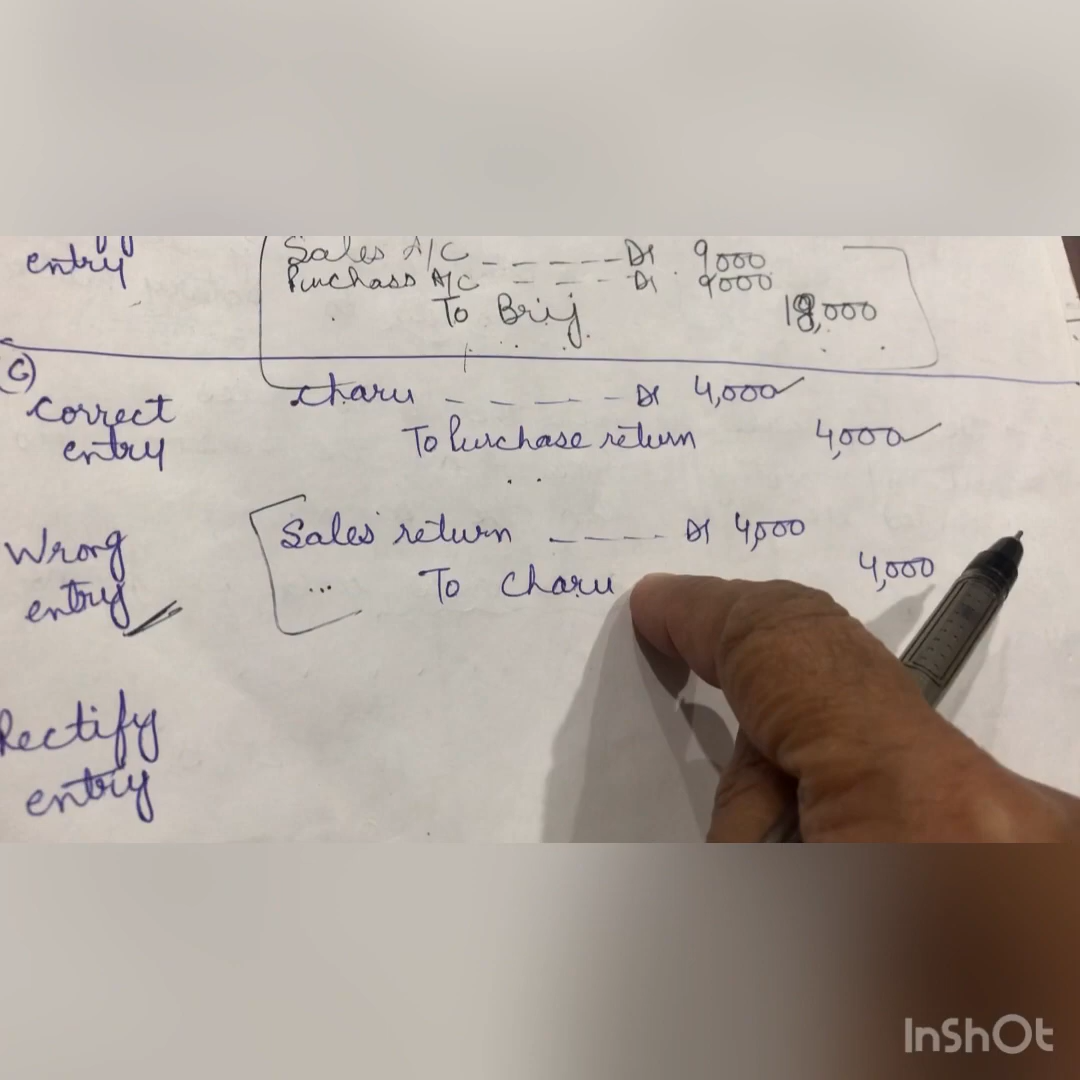 entry
Sales A/C ------ Dr 9000
Purchass A/C --- Dr 9000
To Brij 18,000
C)
correct entry
charu ----- Dr 4,000
To Purchase return 4,000
Wrong entry
Sales return ---- Dr 4,000
... To charu 4,000
Rectify
entry
InShOt